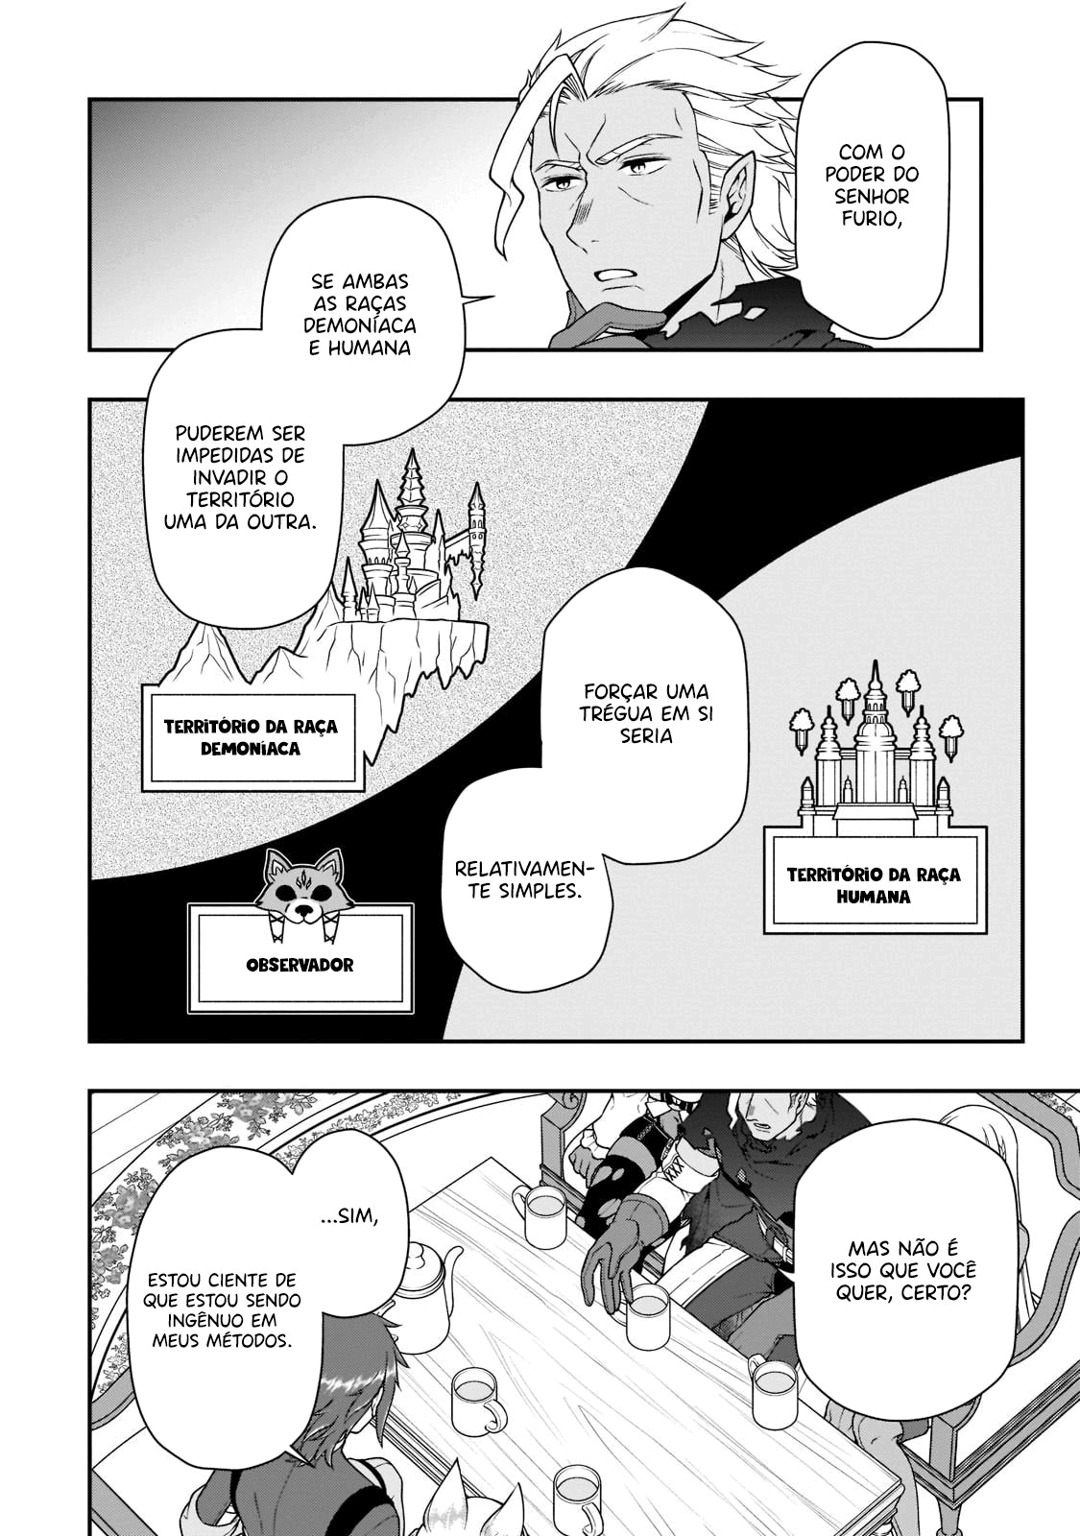 COM O
PODER DO
SENHOR
FURIO,
SE AMBAS
AS RAÇAS
DEMONÍACA
E HUMANA
PUDEREM SER
IMPEDIDAS DE
INVADIR O
TERRITÓRIO
UMA DA OUTRA.
FORÇAR UMA
TRÉGUA EM SI
SERIA
RELATIVAMEN-
TE SIMPLES.
TERRITÓRIO DA RAÇA
DEMONÍACA
TERRITÓRIO DA RAÇA
HUMANA
OBSERVADOR
MAS NÃO É
ISSO QUE VOCÊ
QUER, CERTO?
...SIM,
ESTOU CIENTE DE
QUE ESTOU SENDO
INGÊNUO EM
MEUS MÉTODOS.